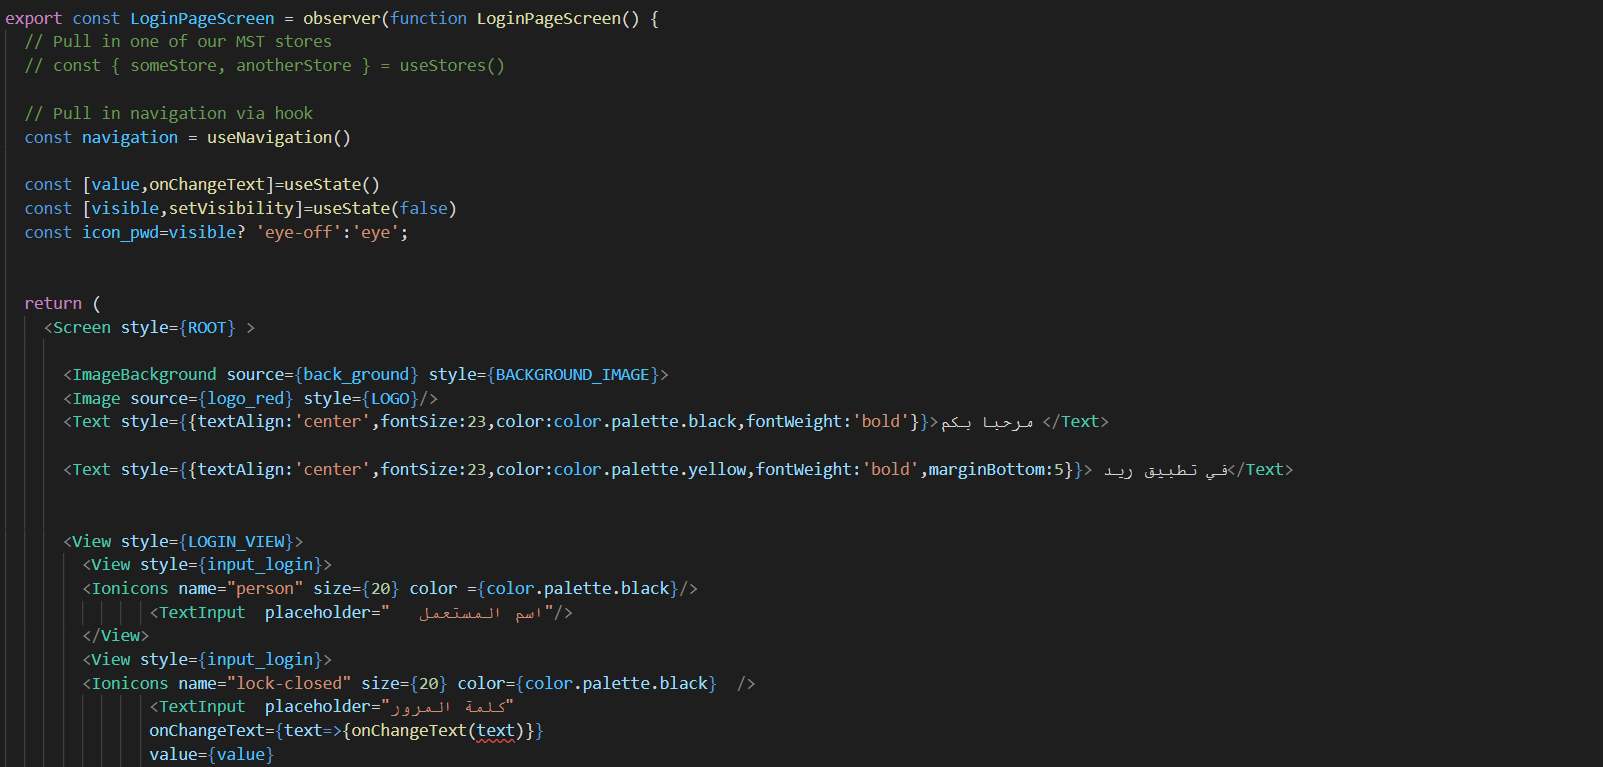 export const LoginPageScreen = observer(function LoginPageScreen() {
// Pull in one of our MST stores
// const { someStore, anotherStore } = useStores()
// Pull in navigation via hook
const navigation = useNavigation()
const [value,onChangeText]=useState()
const [visible,setVisibility]=useState(false)
const icon_pwd=visible? 'eye-off':'eye';
return (
<Screen style={ROOT} >
<ImageBackground source={back_ground} style={BACKGROUND_IMAGE}>
<Image source={logo_red} style={LOGO}/>
<Text style={{textAlign:'center',fontSize:23,color:color.palette.black,fontWeight:'bold'}}>مرحبا بكم </Text>
<Text style={{textAlign:'center',fontSize:23,color:color.palette.yellow,fontWeight:'bold',marginBottom:5}}> في تطبيق ريد</Text>
<View style={LOGIN_VIEW}>
<View style={input_login}>
<Ionicons name="person" size={20} color ={color.palette.black}/>
<TextInput  placeholder="   اسم المستعمل"/>
</View>
<View style={input_login}>
<Ionicons name="lock-closed" size={20} color={color.palette.black}  />
<TextInput  placeholder="كلمة المرور"
onChangeText={text=>{onChangeText(text)}}
value={value}